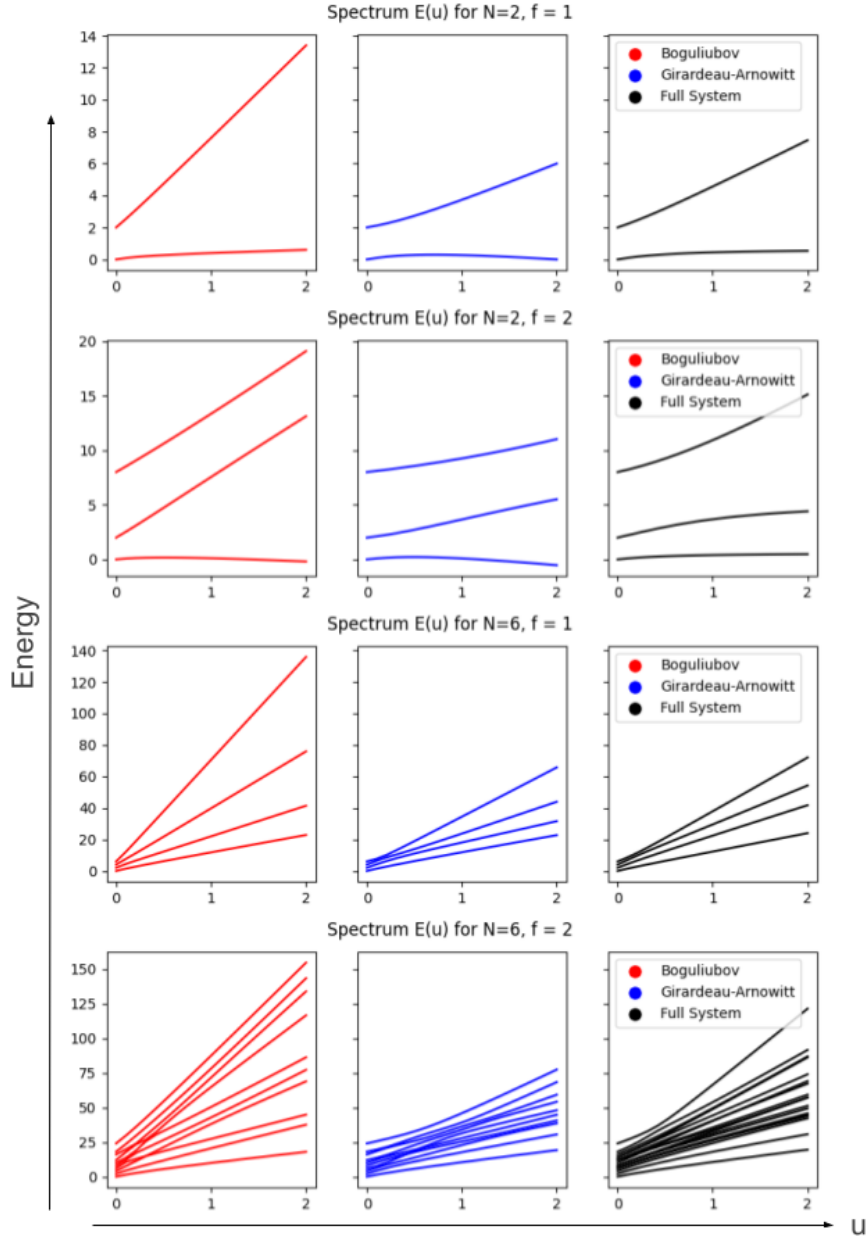 Spectrum E(u) for N=2, f = 1
14
12
10
8
6
4
2
0
0 1 2
0 1 2
Boguliubov
Girardeau-Arnowitt
Full System
0 1 2
Spectrum E(u) for N=2, f = 2
20
15
10
5
0
0 1 2
0 1 2
Boguliubov
Girardeau-Arnowitt
Full System
0 1 2
Energy
Spectrum E(u) for N=6, f = 1
140
120
100
80
60
40
20
0
0 1 2
0 1 2
Boguliubov
Girardeau-Arnowitt
Full System
0 1 2
Spectrum E(u) for N=6, f = 2
150
125
100
75
50
25
0
0 1 2
0 1 2
Boguliubov
Girardeau-Arnowitt
Full System
0 1 2
u